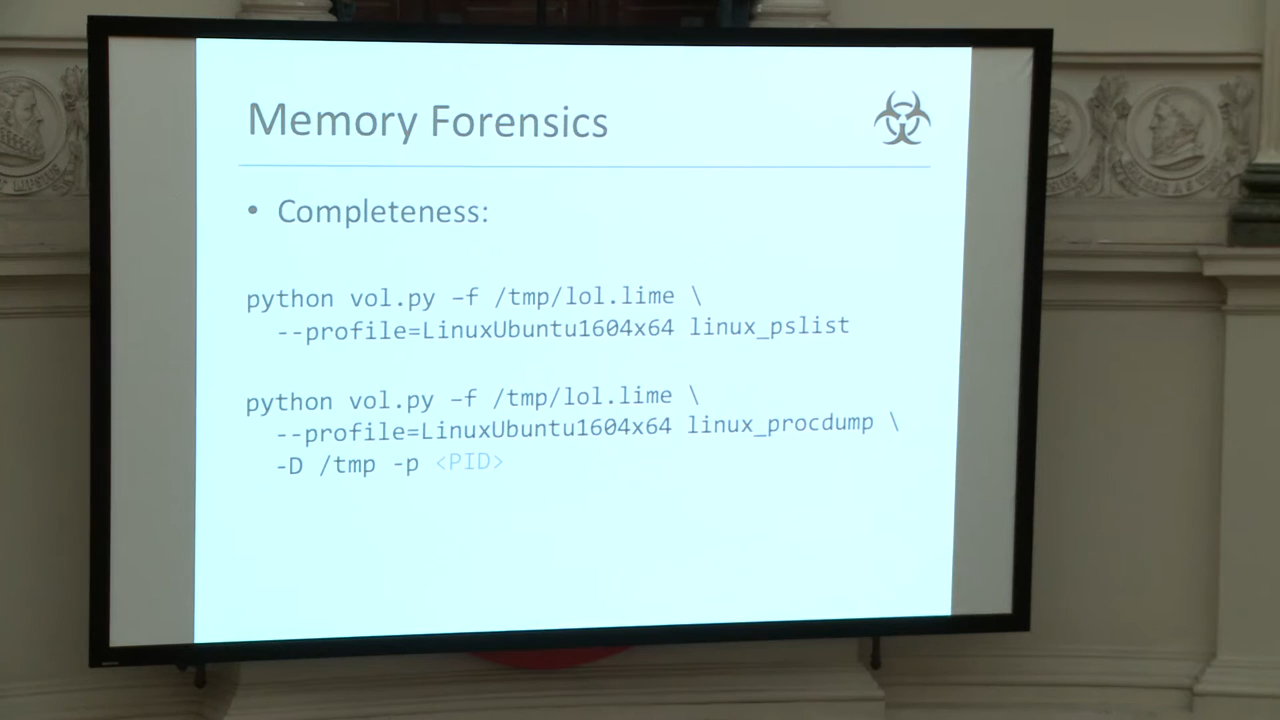 Memory Forensics
• Completeness:
python vol.py –f /tmp/lol.lime \
--profile=LinuxUbuntu1604x64 linux_pslist
python vol.py –f /tmp/lol.lime \
--profile=LinuxUbuntu1604x64 linux_procdump \
-D /tmp -p <PID>